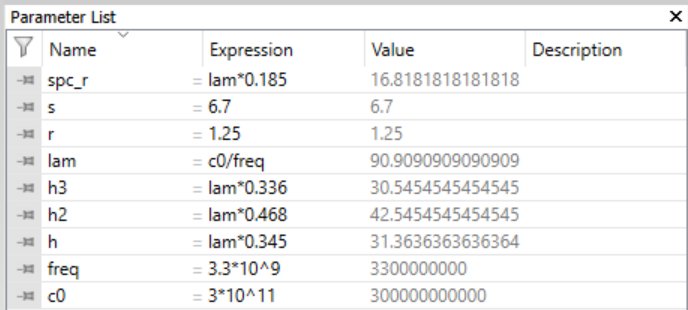 Parameter List ✕
Name Expression Value Description
spc_r = lam*0.185 16.8181818181818
s = 6.7 6.7
r = 1.25 1.25
lam = c0/freq 90.9090909090909
h3 = lam*0.336 30.5454545454545
h2 = lam*0.468 42.5454545454545
h = lam*0.345 31.3636363636364
freq = 3.3*10^9 3300000000
c0 = 3*10^11 300000000000